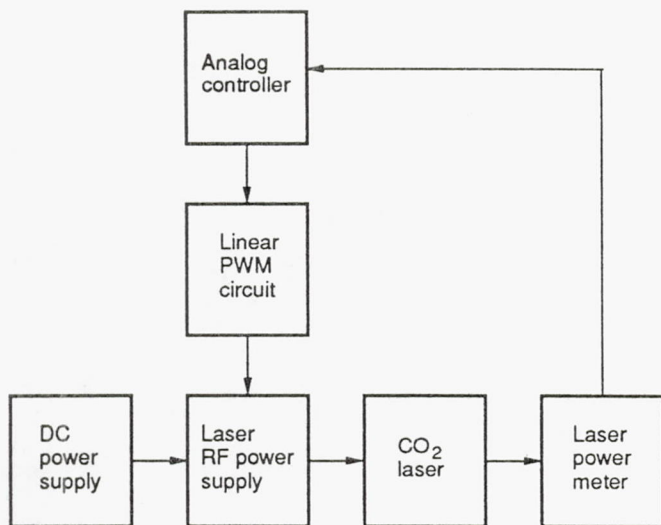 Analog
controller
Linear
PWM
circuit
DC
power
supply
Laser
RF power
supply
CO2
laser
Laser
power
meter